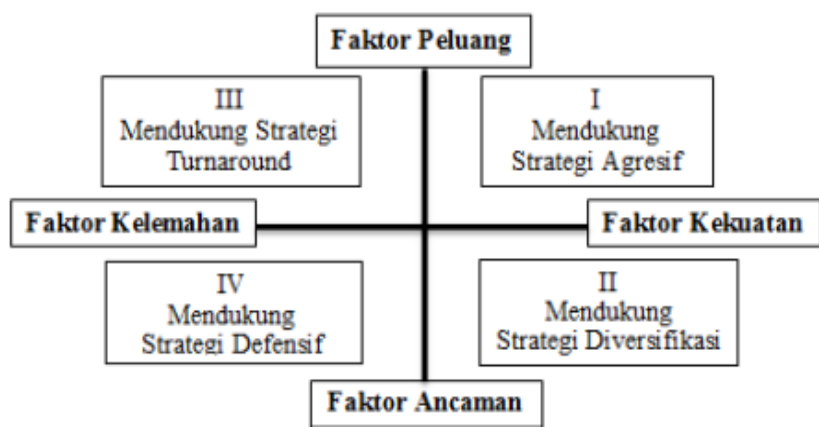 Faktor Peluang
III
Mendukung Strategi
Turnaround
I
Mendukung
Strategi Agresif
Faktor Kelemahan
Faktor Kekuatan
IV
Mendukung
Strategi Defensif
II
Mendukung
Strategi Diversifikasi
Faktor Ancaman